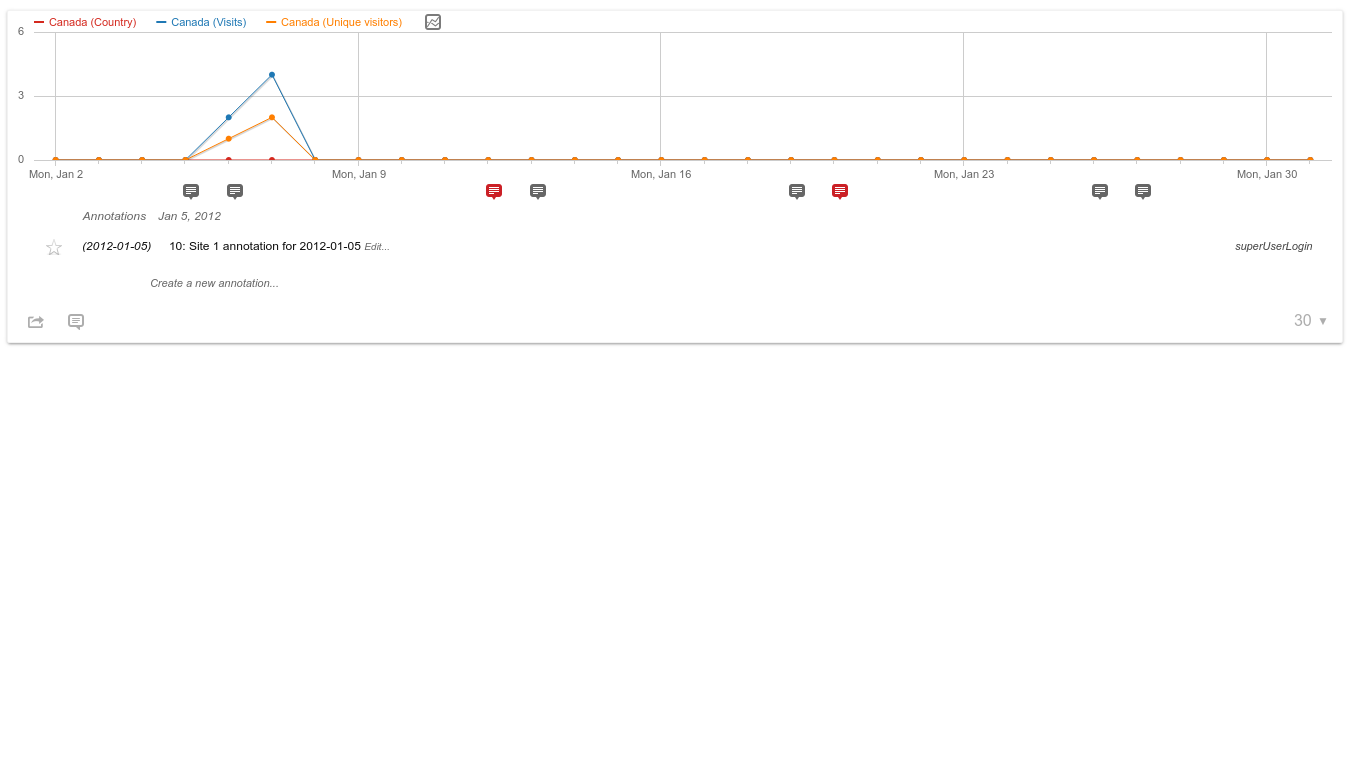 Canada (Country) Canada (Visits) Canada (Unique visitors)
6
3
0
Mon, Jan 2 Mon, Jan 9 Mon, Jan 16 Mon, Jan 23 Mon, Jan 30
Annotations Jan 5, 2012
(2012-01-05) 10: Site 1 annotation for 2012-01-05 Edit... superUserLogin
Create a new annotation...
30 ▼